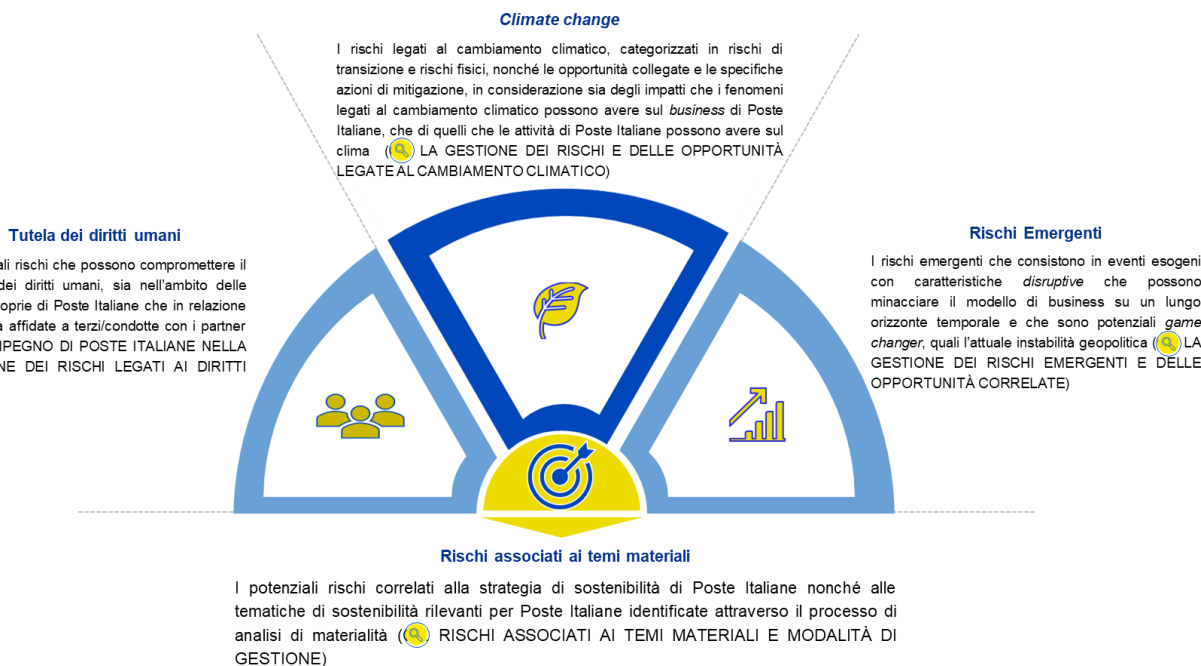 Climate change
I rischi legati al cambiamento climatico, categorizzati in rischi di
transizione e rischi fisici, nonché le opportunità collegate e le specifiche
azioni di mitigazione, in considerazione sia degli impatti che i fenomeni
legati al cambiamento climatico possono avere sul business di Poste
Italiane, che di quelli che le attività di Poste Italiane possono avere sul
clima ( LA GESTIONE DEI RISCHI E DELLE OPPORTUNITÀ
LEGATE AL CAMBIAMENTO CLIMATICO)
Tutela dei diritti umani
ali rischi che possono compromettere il
dei diritti umani, sia nell'ambito delle
oprie di Poste Italiane che in relazione
a affidate a terzi/condotte con i partner
IPEGNO DI POSTE ITALIANE NELLA
NE DEI RISCHI LEGATI AI DIRITTI
Rischi Emergenti
I rischi emergenti che consistono in eventi esogeni
con caratteristiche disruptive che possono
minacciare il modello di business su un lungo
orizzonte temporale e che sono potenziali game
changer, quali l'attuale instabilità geopolitica ( LA
GESTIONE DEI RISCHI EMERGENTI E DELLE
OPPORTUNITÀ CORRELATE)
Rischi associati ai temi materiali
I potenziali rischi correlati alla strategia di sostenibilità di Poste Italiane nonché alle
tematiche di sostenibilità rilevanti per Poste Italiane identificate attraverso il processo di
analisi di materialità ( RISCHI ASSOCIATI AI TEMI MATERIALI E MODALITÀ DI
GESTIONE)